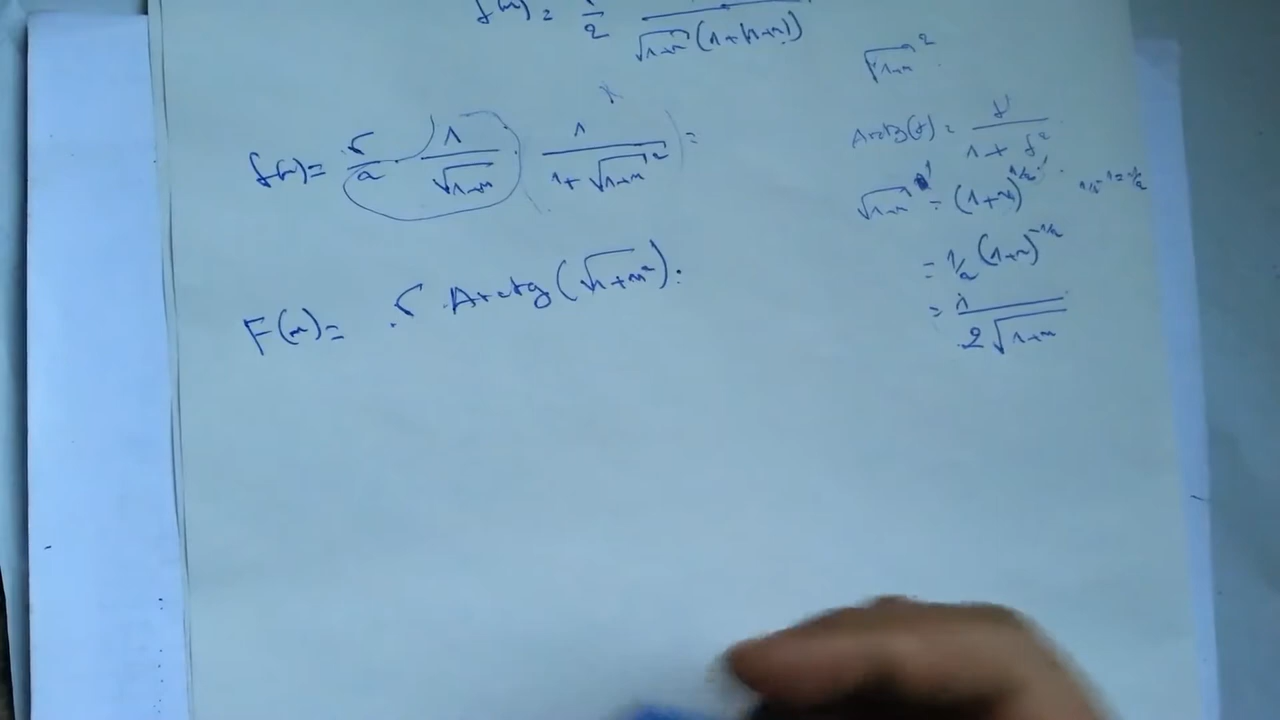 f(x) = 1/2 1/(√(1+x) (1+(1+x)))
√(1+x)²
f(x) = 5/2 1/√(1+x) · 1/(1+√(1+x)²) =
Arctg(f) = f'/(1+f²)
√(1+x)' = (1+x)^(1/2)
1/2 - 1 = -1/2
F(x) = 5 Arctg(√(1+x²)).
= 1/2 (1+x)^(-1/2)
= 1/(2√(1+x))